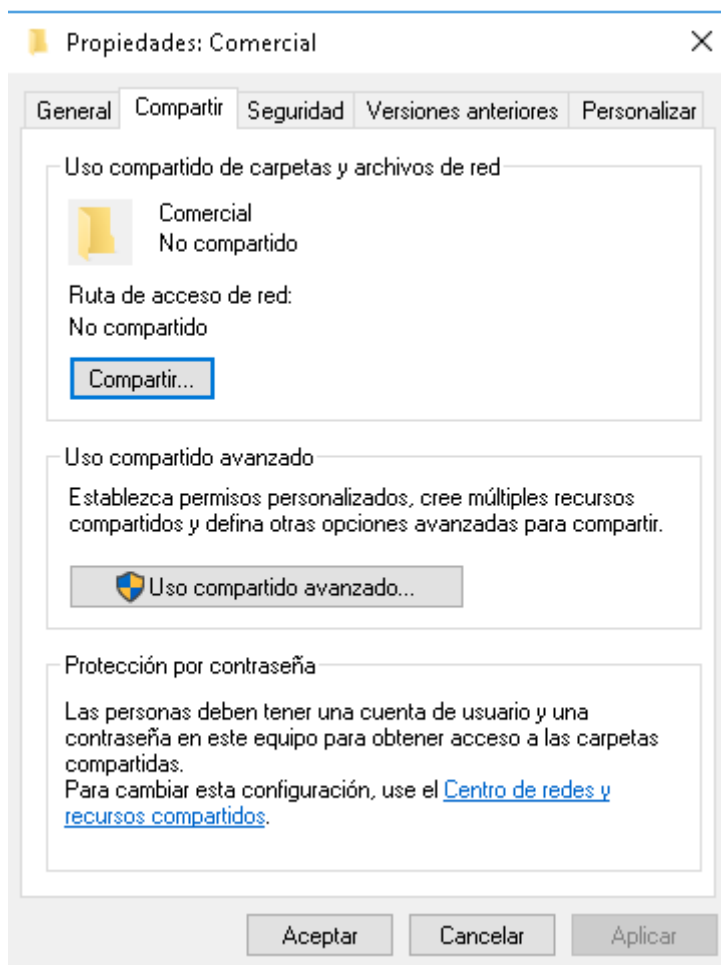 Propiedades: Comercial
General Compartir Seguridad Versiones anteriores Personalizar
Uso compartido de carpetas y archivos de red
Comercial
No compartido
Ruta de acceso de red:
No compartido
Compartir...
Uso compartido avanzado
Establezca permisos personalizados, cree múltiples recursos
compartidos y defina otras opciones avanzadas para compartir.
Uso compartido avanzado...
Protección por contraseña
Las personas deben tener una cuenta de usuario y una
contraseña en este equipo para obtener acceso a las carpetas
compartidas.
Para cambiar esta configuración, use el Centro de redes y
recursos compartidos.
Aceptar Cancelar Aplicar